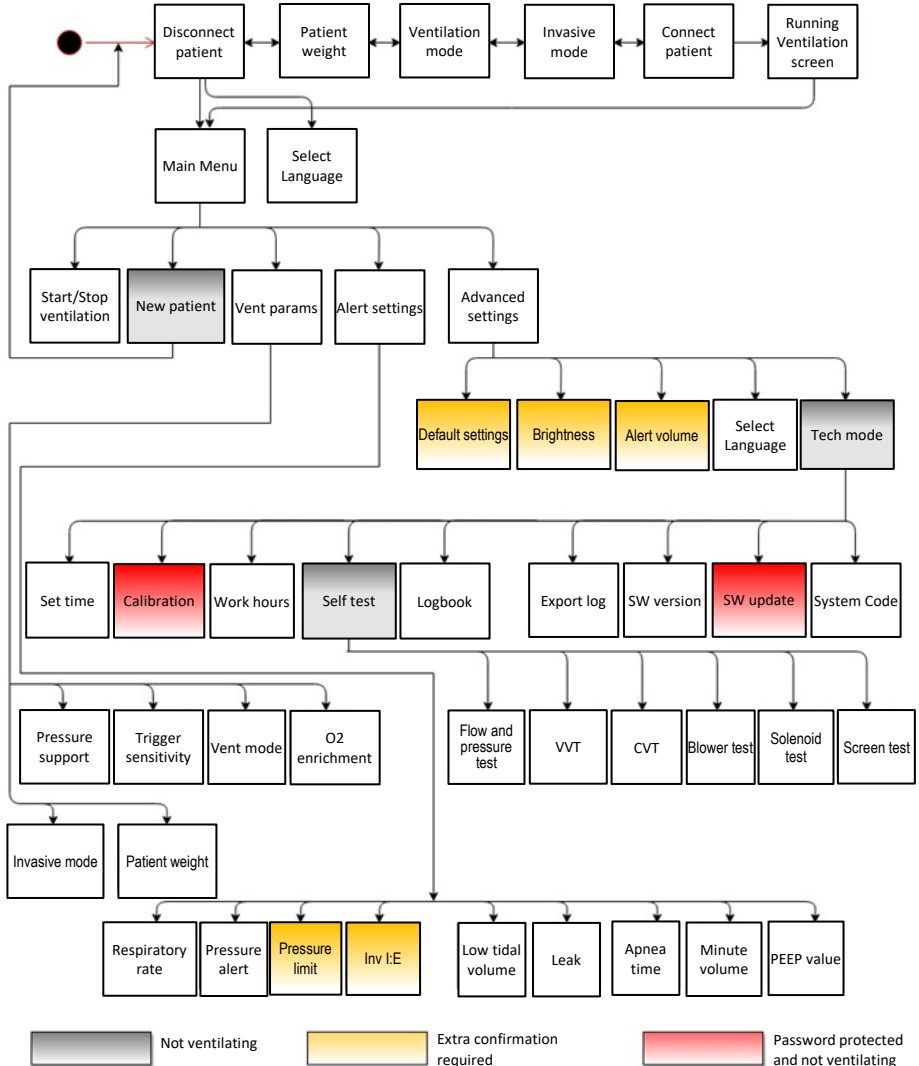 Disconnect
patient
Patient
weight
Ventilation
mode
Invasive
mode
Connect
patient
Running
Ventilation
screen
Main Menu
Select
Language
Start/Stop
ventilation
New patient
Vent params
Alert settings
Advanced
settings
Default settings
Brightness
Alert volume
Select
Language
Tech mode
Set time
Calibration
Work hours
Self test
Logbook
Export log
SW version
SW update
System Code
Pressure
support
Trigger
sensitivity
Vent mode
O2
enrichment
Flow and
pressure
test
VVT
CVT
Blower test
Solenoid
test
Screen test
Invasive mode
Patient weight
Respiratory
rate
Pressure
alert
Pressure
limit
Inv I:E
Low tidal
volume
Leak
Apnea
time
Minute
volume
PEEP value
Not ventilating
Extra confirmation
required
Password protected
and not ventilating